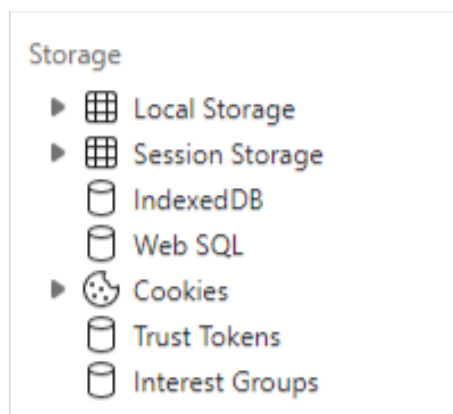 Storage
Local Storage
Session Storage
IndexedDB
Web SQL
Cookies
Trust Tokens
Interest Groups